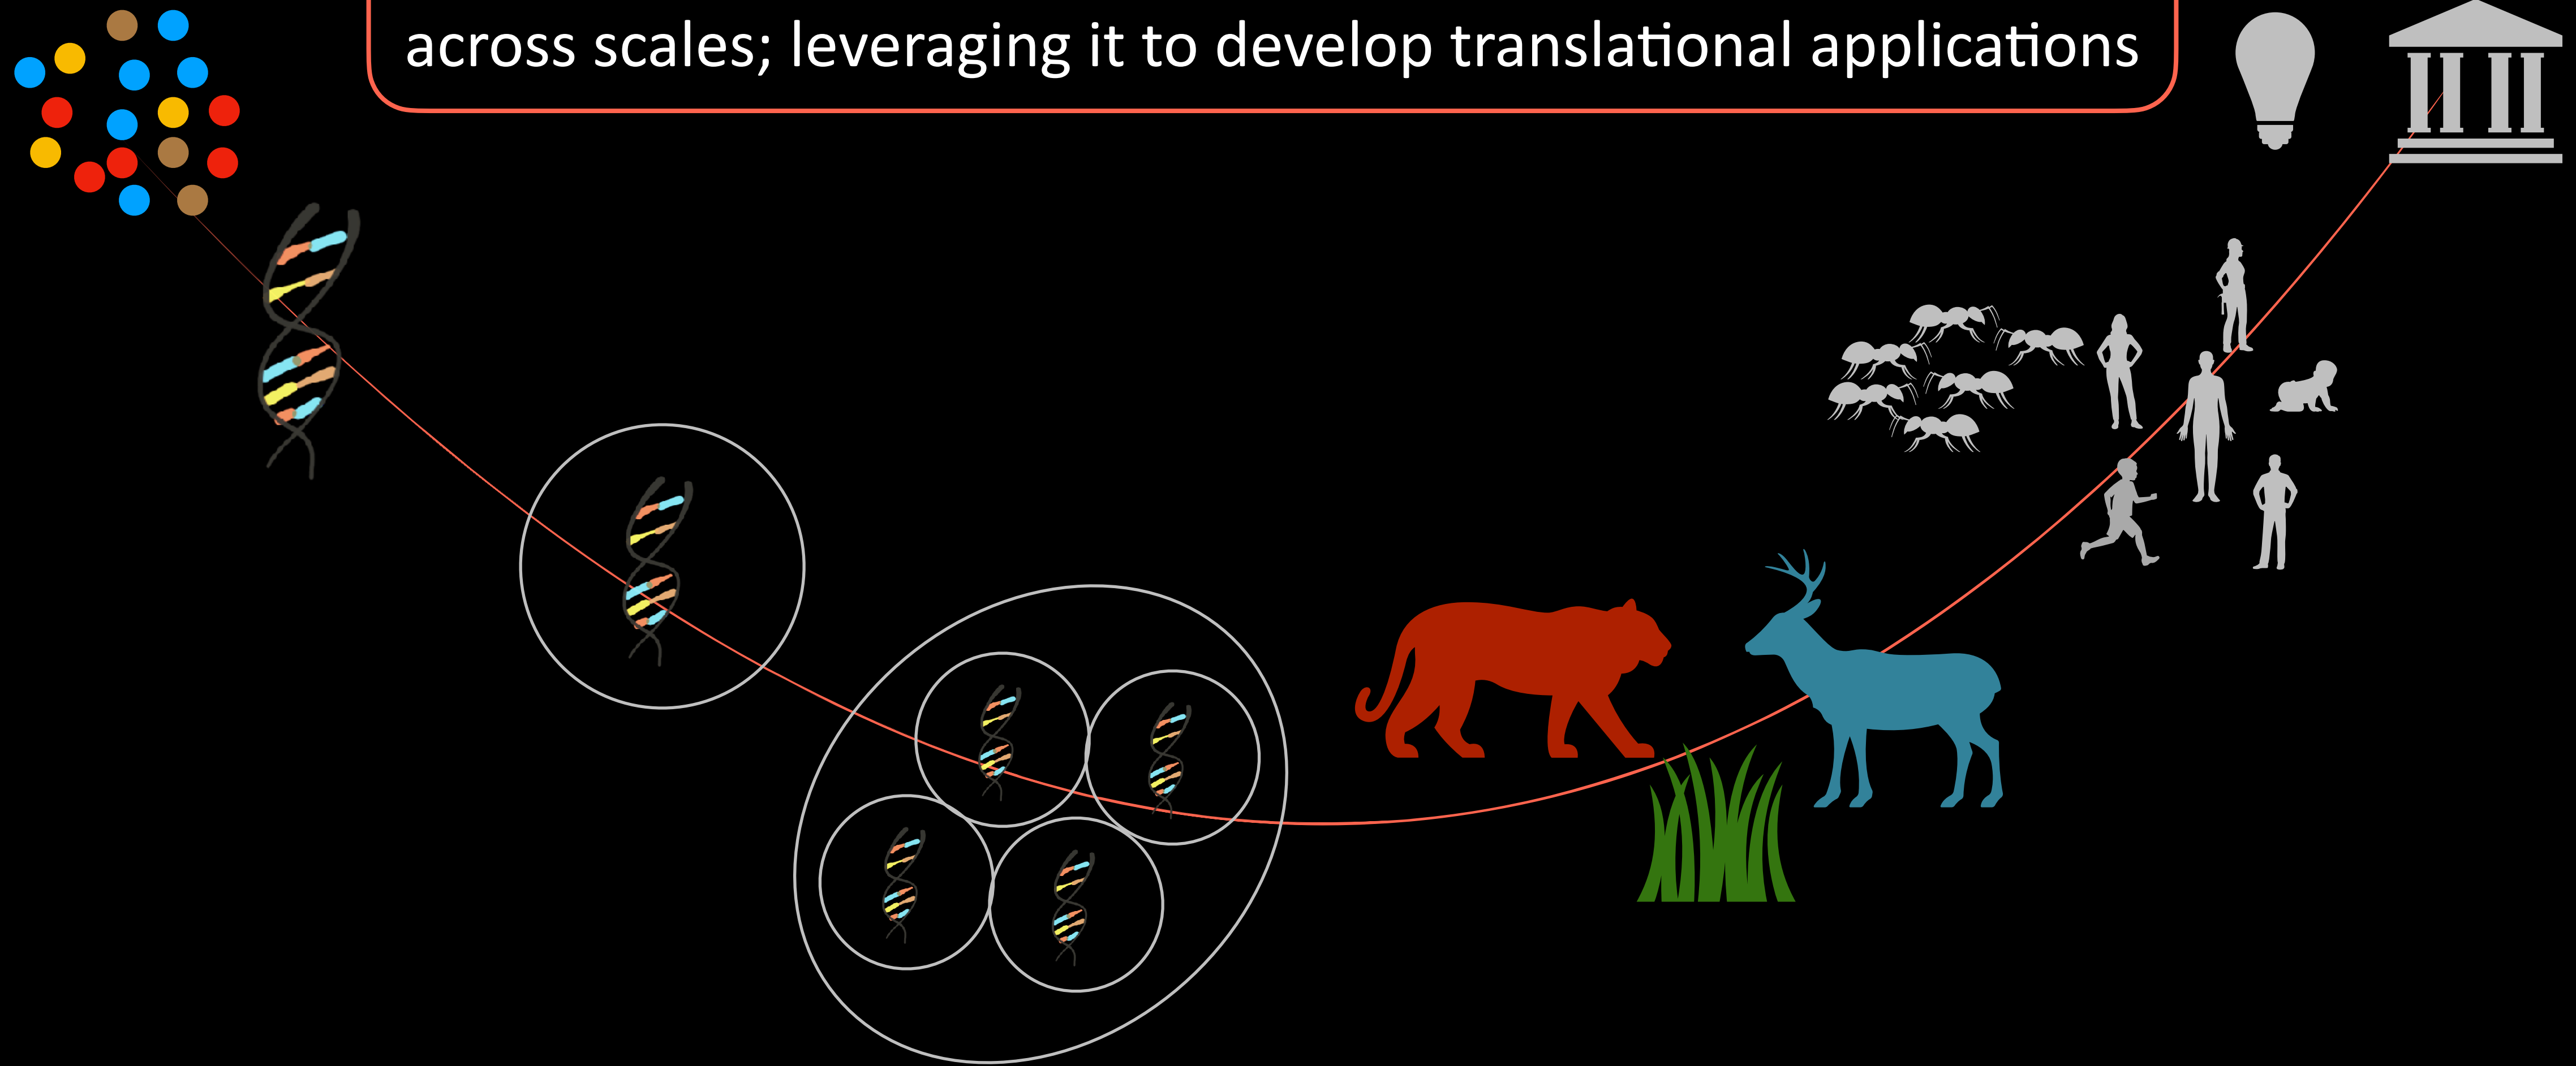 across scales; leveraging it to develop translational applications